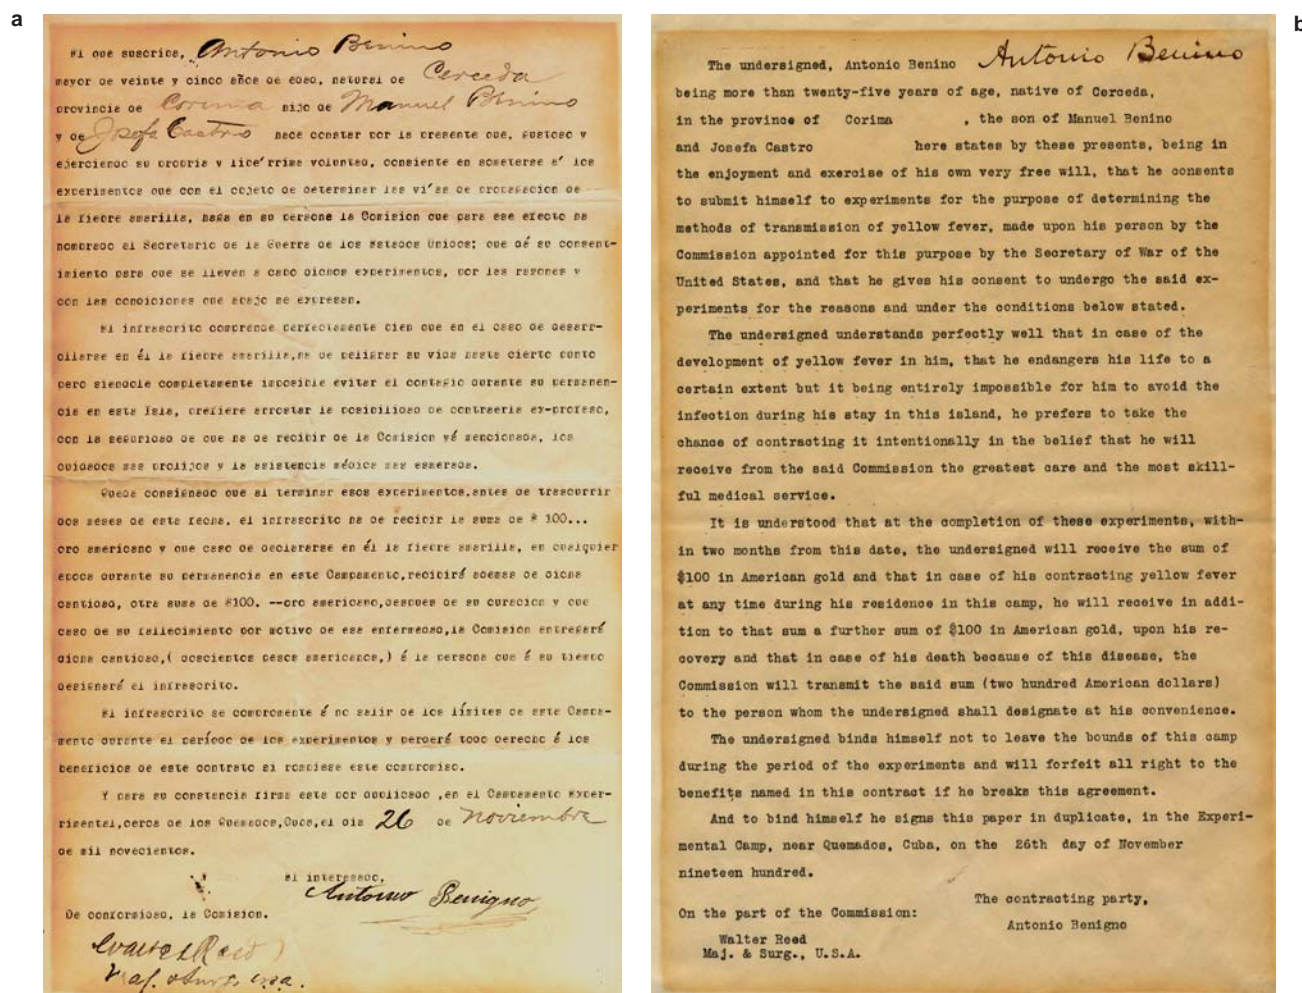 a
El que suscribe, Antonio Benino
mayor de veinte y cinco años de edad, natural de Cerceda
provincia de Corima hijo de Manuel Benino
y de Josefa Castro hace constar por la presente que, gustoso y
ejerciendo su propria y libe'rrima voluntad, consiente en someterse a' los
experimentos que con el objeto de determinar las vi'as de propagacion de
la fiebre amarilla, haga en su persona la Comision que para ese efecto ha
nombrado el Secretario de la Guerra de los Estados Unidos; que dá su consent-
imiento para que se lleven a cabo dichos experimentos, por las razones y
con las condiciones que abajo se expresan.
El infrascrito comprende perfectamente bien que en el caso de desarr-
ollarse en él la fiebre amarilla, ha de peligrar su vida hasta cierto punto
pero siendole completamente imposible evitar el contagio durante su permanen-
cia en esta Isla, prefiere arrostar la posibilidad de contraerla ex-profeso,
con la seguridad de que ha de recibir de la Comision yá mencionada, los
cuidados mas prolijos y la asistencia médica mas esmerada.
Queda consignado que al terminar esos experimentos, antes de trascurrir
dos meses de esta fecha, el infrascrito ha de recibir la suma de $ 100...
oro americano y que caso de declararse en él la fiebre amarilla, en cualquier
epoca durante su permanencia en este Campamento, recibirá ademas de dicha
cantidad, otra suma de $100. --oro americano, despues de su curacion y que
caso de su fallecimiento por motivo de esa enfermedad, la Comision entregará
dicha cantidad, ( doscientos pesos americanos,) á la persona que á su tiempo
designará el infrascrito.
El infrascrito se compromente á no salir de los límites de este Campa-
mento durante el período de los experimentos y perderá todo derecho á los
beneficios de este contrato si rompiese este compromiso.
Y para su constancia firma esta por duplicado ,en el Campamento Exper-
rimental, cerca de los Quemados, Cuba, el dia 26 de Noviembre
de mil novecientos.
El interesado,
Antonio Benigno
De conformidad, la Comision.
Walter Reed
Maj. & Surg., U.S.A.
b
The undersigned, Antonio Benino Antonio Benino
being more than twenty-five years of age, native of Cerceda,
in the province of Corima , the son of Manuel Benino
and Josefa Castro here states by these presents, being in
the enjoyment and exercise of his own very free will, that he consents
to submit himself to experiments for the purpose of determining the
methods of transmission of yellow fever, made upon his person by the
Commission appointed for this purpose by the Secretary of War of the
United States, and that he gives his consent to undergo the said ex-
periments for the reasons and under the conditions below stated.
The undersigned understands perfectly well that in case of the
development of yellow fever in him, that he endangers his life to a
certain extent but it being entirely impossible for him to avoid the
infection during his stay in this island, he prefers to take the
chance of contracting it intentionally in the belief that he will
receive from the said Commission the greatest care and the most skill-
ful medical service.
It is understood that at the completion of these experiments, with-
in two months from this date, the undersigned will receive the sum of
$100 in American gold and that in case of his contracting yellow fever
at any time during his residence in this camp, he will receive in addi-
tion to that sum a further sum of $100 in American gold, upon his re-
covery and that in case of his death because of this disease, the
Commission will transmit the said sum (two hundred American dollars)
to the person whom the undersigned shall designate at his convenience.
The undersigned binds himself not to leave the bounds of this camp
during the period of the experiments and will forfeit all right to the
benefits named in this contract if he breaks this agreement.
And to bind himself he signs this paper in duplicate, in the Experi-
mental Camp, near Quemados, Cuba, on the 26th day of November
nineteen hundred.
The contracting party,
Antonio Benigno
On the part of the Commission:
Walter Reed
Maj. & Surg., U.S.A.